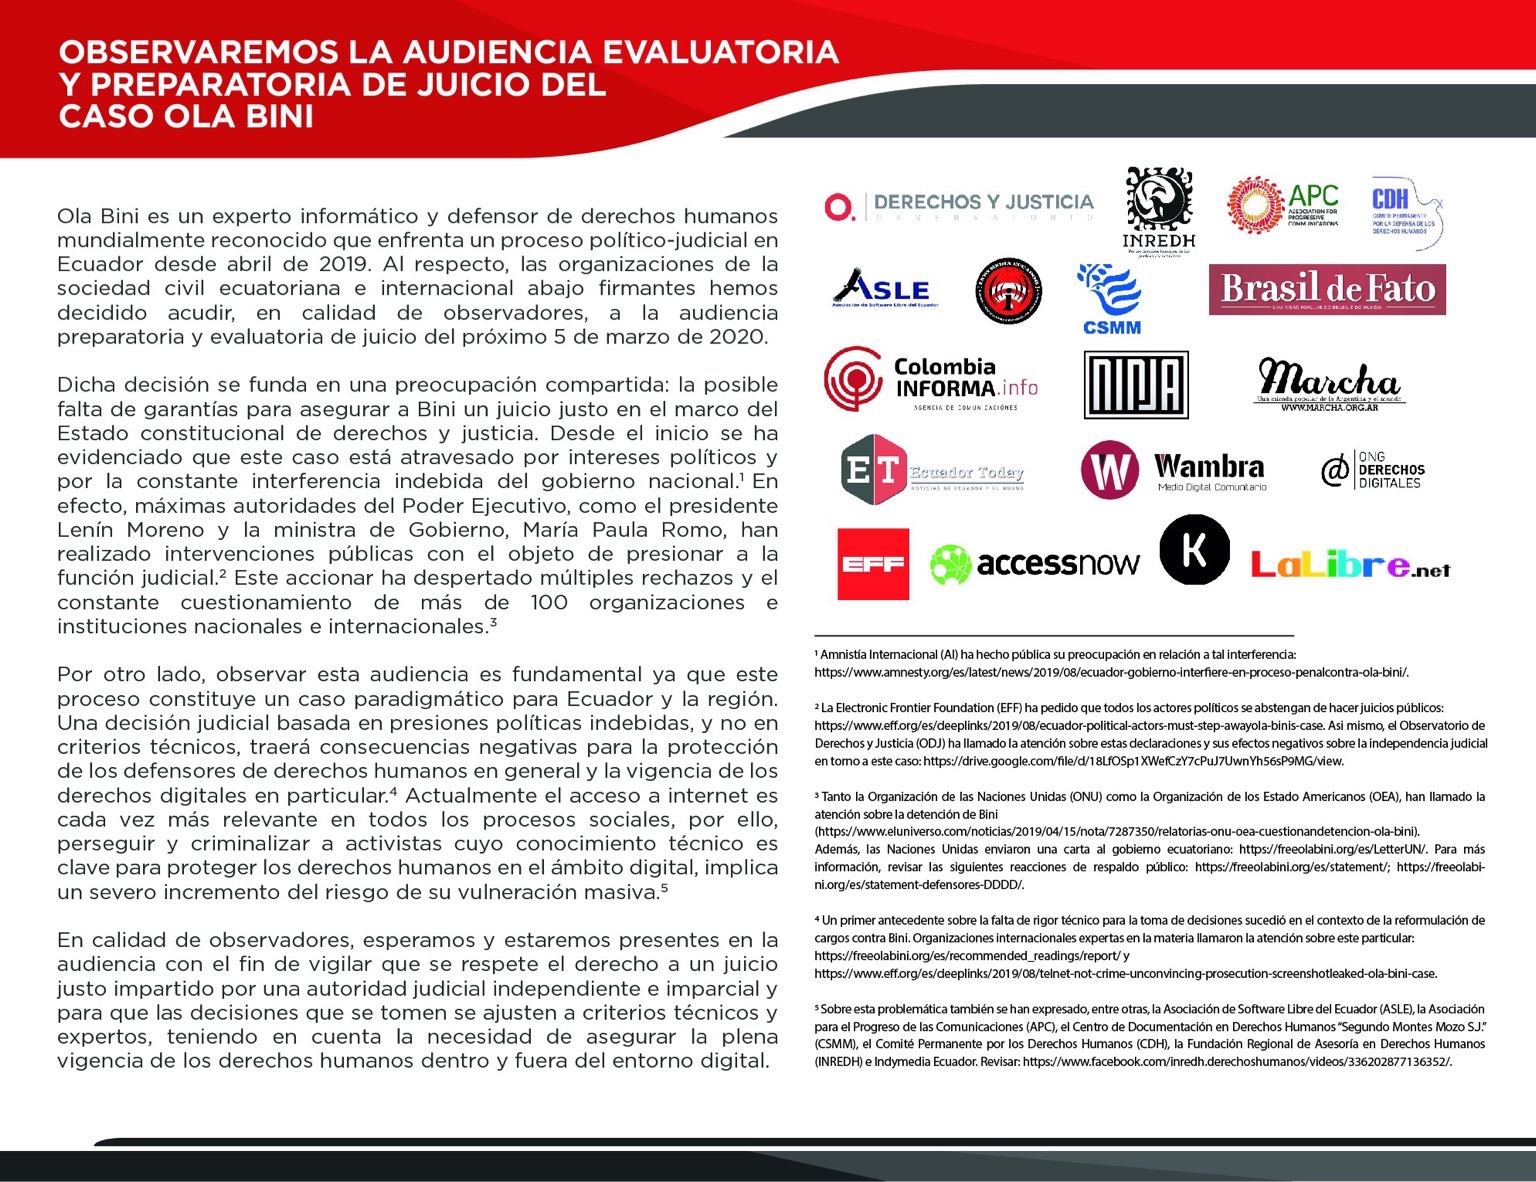 OBSERVAREMOS LA AUDIENCIA EVALUATORIA
Y PREPARATORIA DE JUICIO DEL
CASO OLA BINI
Ola Bini es un experto informático y defensor de derechos humanos
mundialmente reconocido que enfrenta un proceso político-judicial en
Ecuador desde abril de 2019. Al respecto, las organizaciones de la
sociedad civil ecuatoriana e internacional abajo firmantes hemos
decidido acudir, en calidad de observadores, a la audiencia
preparatoria y evaluatoria de juicio del próximo 5 de marzo de 2020.
Dicha decisión se funda en una preocupación compartida: la posible
falta de garantías para asegurar a Bini un juicio justo en el marco del
Estado constitucional de derechos y justicia. Desde el inicio se ha
evidenciado que este caso está atravesado por intereses políticos y
por la constante interferencia indebida del gobierno nacional.¹ En
efecto, máximas autoridades del Poder Ejecutivo, como el presidente
Lenín Moreno y la ministra de Gobierno, María Paula Romo, han
realizado intervenciones públicas con el objeto de presionar a la
función judicial.² Este accionar ha despertado múltiples rechazos y el
constante cuestionamiento de más de 100 organizaciones e
instituciones nacionales e internacionales.³
Por otro lado, observar esta audiencia es fundamental ya que este
proceso constituye un caso paradigmático para Ecuador y la región.
Una decisión judicial basada en presiones políticas indebidas, y no en
criterios técnicos, traerá consecuencias negativas para la protección
de los defensores de derechos humanos en general y la vigencia de los
derechos digitales en particular.⁴ Actualmente el acceso a internet es
cada vez más relevante en todos los procesos sociales, por ello,
perseguir y criminalizar a activistas cuyo conocimiento técnico es
clave para proteger los derechos humanos en el ámbito digital, implica
un severo incremento del riesgo de su vulneración masiva.⁵
En calidad de observadores, esperamos y estaremos presentes en la
audiencia con el fin de vigilar que se respete el derecho a un juicio
justo impartido por una autoridad judicial independiente e imparcial y
para que las decisiones que se tomen se ajusten a criterios técnicos y
expertos, teniendo en cuenta la necesidad de asegurar la plena
vigencia de los derechos humanos dentro y fuera del entorno digital.
O. DERECHOS Y JUSTICIA
OBSERVATORIO
INREDH
APC
ASSOCIATION FOR
PROGRESSIVE
COMMUNICATIONS
CDH
COMITÉ PERMANENTE
POR LA DEFENSA DE LOS
DERECHOS HUMANOS
ASLE
Asociación de Software Libre del Ecuador
CSMM
Brasil de Fato
UMA VISÃO POPULAR DO BRASIL E DO MUNDO
Colombia
INFORMA.info
AGENCIA DE COMUNICACIONES
NINJA
Marcha
Una mirada popular de la Argentina y el mundo
WWW.MARCHA.ORG.AR
ET Ecuador Today
NOTICIAS DE ECUADOR Y EL MUNDO
W Wambra
Medio Digital Comunitario
@ ONG
DERECHOS
DIGITALES
EFF
accessnow
K
LaLibre.net
¹ Amnistía Internacional (AI) ha hecho pública su preocupación en relación a tal interferencia:
https://www.amnesty.org/es/latest/news/2019/08/ecuador-gobierno-interfiere-en-proceso-penalcontra-ola-bini/.
² La Electronic Frontier Foundation (EFF) ha pedido que todos los actores políticos se abstengan de hacer juicios públicos:
https://www.eff.org/es/deeplinks/2019/08/ecuador-political-actors-must-step-awayola-binis-case. Asi mismo, el Observatorio de
Derechos y Justicia (ODJ) ha llamado la atención sobre estas declaraciones y sus efectos negativos sobre la independencia judicial
en torno a este caso: https://drive.google.com/file/d/18LfOSp1XWefCzY7cPuJ7UwnYh56sP9MG/view.
³ Tanto la Organización de las Naciones Unidas (ONU) como la Organización de los Estado Americanos (OEA), han llamado la
atención sobre la detención de Bini
(https://www.eluniverso.com/noticias/2019/04/15/nota/7287350/relatorias-onu-oea-cuestionandetencion-ola-bini).
Además, las Naciones Unidas enviaron una carta al gobierno ecuatoriano: https://freeolabini.org/es/LetterUN/. Para más
información, revisar las siguientes reacciones de respaldo público: https://freeolabini.org/es/statement/; https://freeolabi-
ni.org/es/statement-defensores-DDDD/.
⁴ Un primer antecedente sobre la falta de rigor técnico para la toma de decisiones sucedió en el contexto de la reformulación de
cargos contra Bini. Organizaciones internacionales expertas en la materia llamaron la atención sobre este particular:
https://freeolabini.org/es/recommended_readings/report/ y
https://www.eff.org/es/deeplinks/2019/08/telnet-not-crime-unconvincing-prosecution-screenshotleaked-ola-bini-case.
⁵ Sobre esta problemática también se han expresado, entre otras, la Asociación de Software Libre del Ecuador (ASLE), la Asociación
para el Progreso de las Comunicaciones (APC), el Centro de Documentación en Derechos Humanos "Segundo Montes Mozo S.J."
(CSMM), el Comité Permanente por los Derechos Humanos (CDH), la Fundación Regional de Asesoría en Derechos Humanos
(INREDH) e Indymedia Ecuador. Revisar: https://www.facebook.com/inredh.derechoshumanos/videos/336202877136352/.